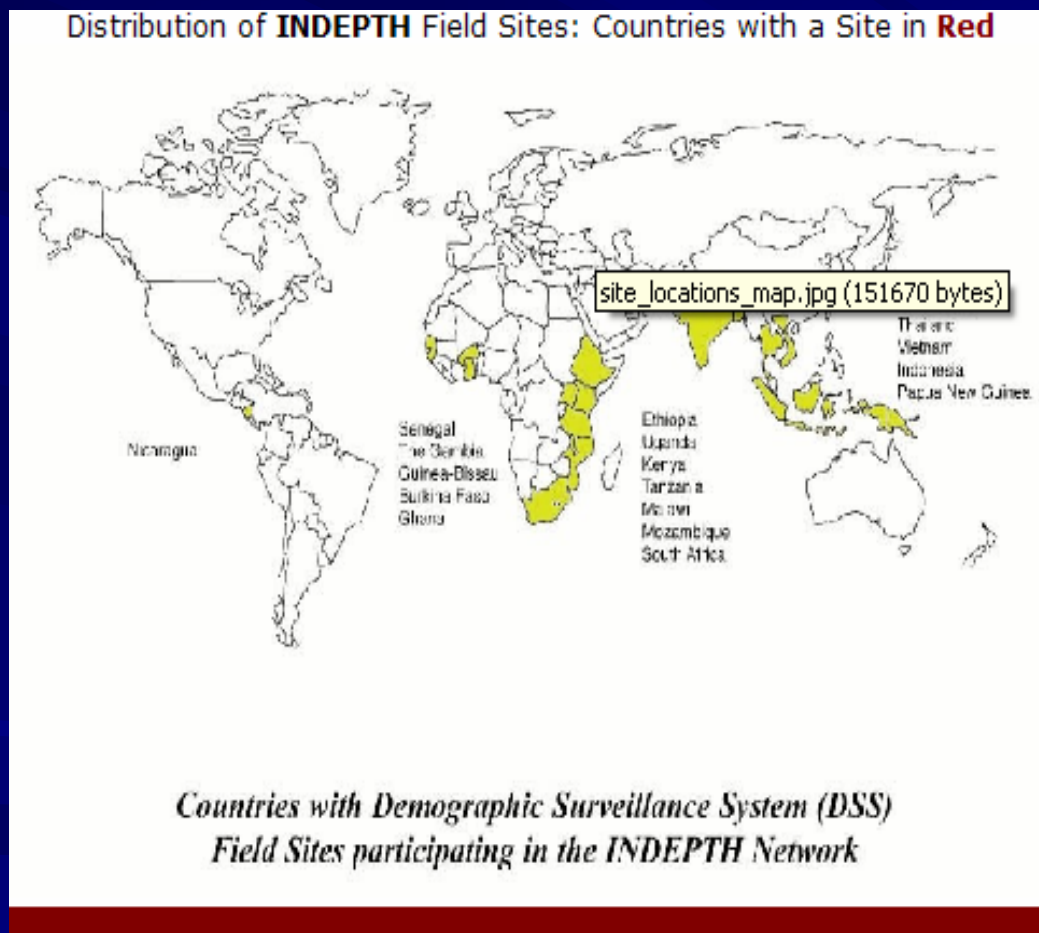 Distribution of INDEPTH Field Sites: Countries with a Site in Red
site_locations_map.jpg (151670 bytes)
Thailand
Vietnam
Indonesia
Papua New Guinea
Nicaragua
Senegal
The Gambia
Guinea-Bissau
Burkina Faso
Ghana
Ethiopia
Uganda
Kenya
Tanzania
Malawi
Mozambique
South Africa
Countries with Demographic Surveillance System (DSS)
Field Sites participating in the INDEPTH Network